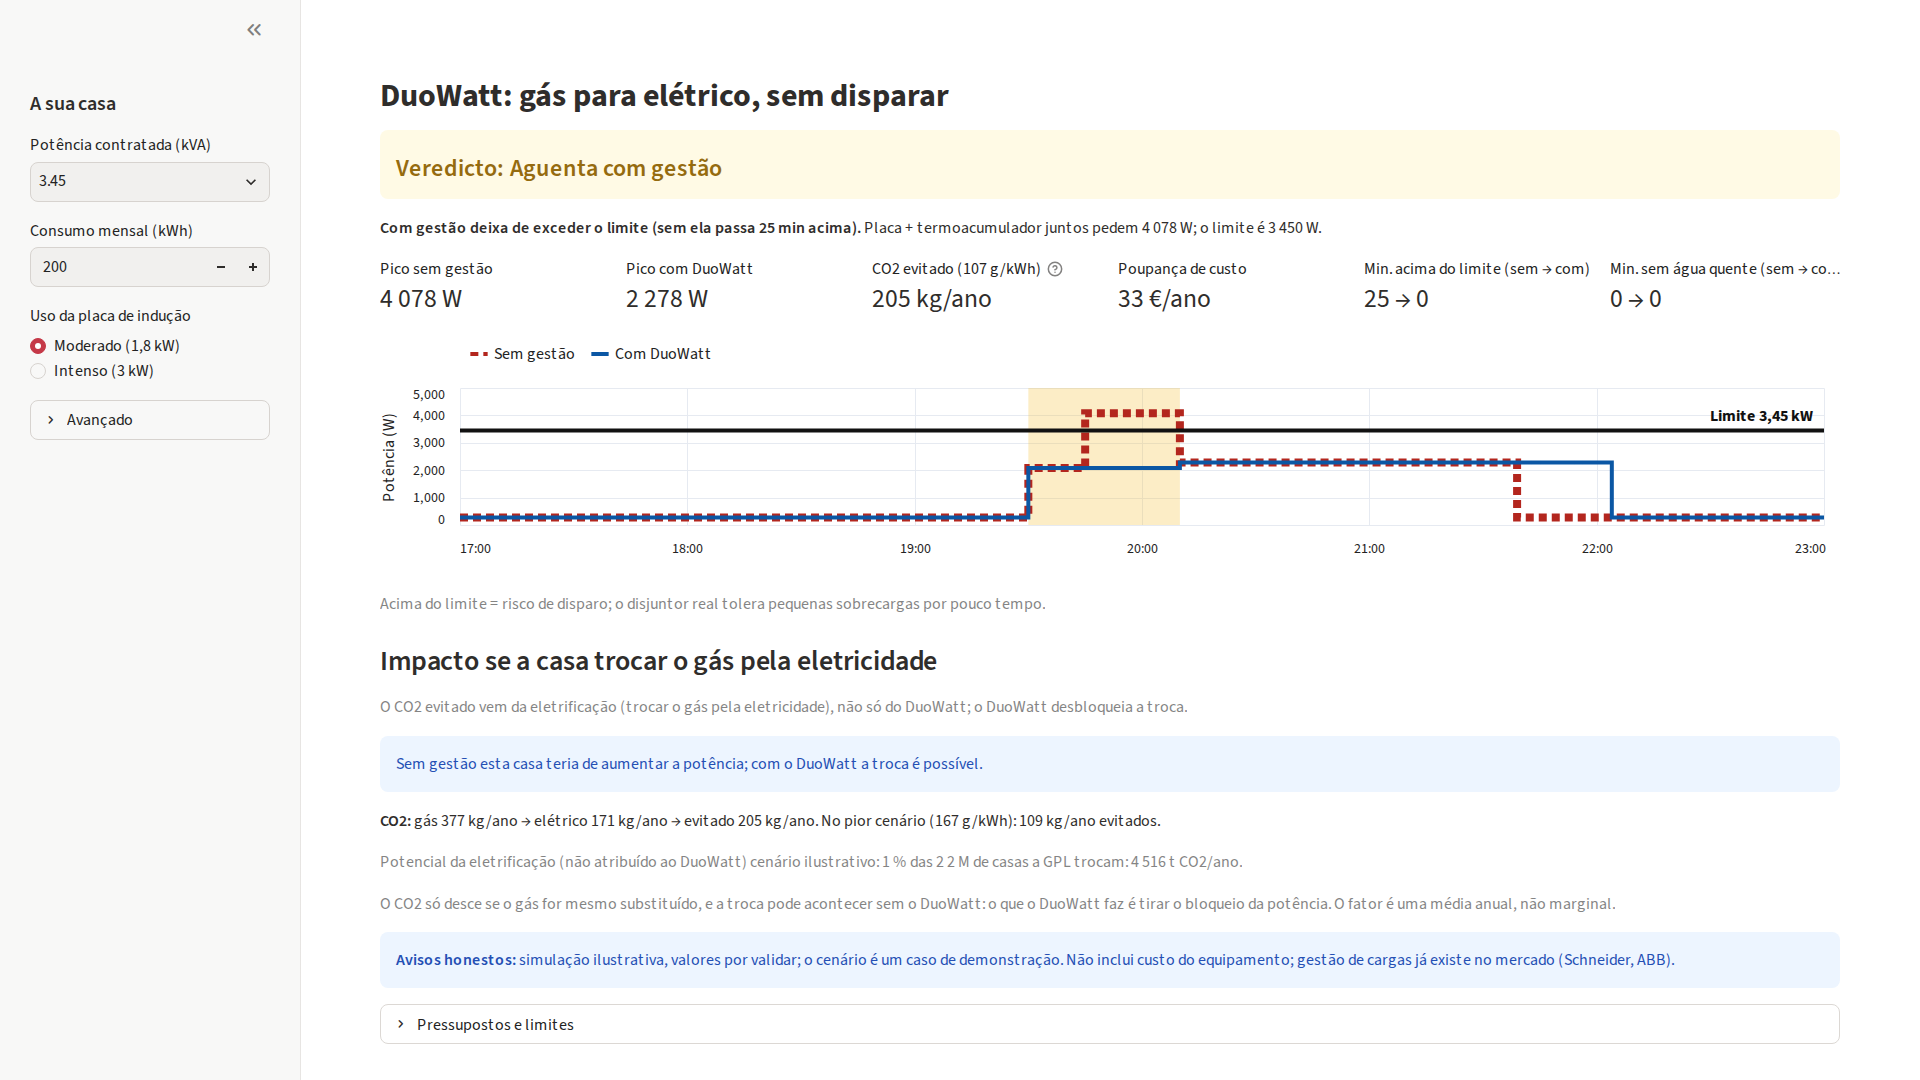 A sua casa
Potência contratada (kVA)
3.45
Consumo mensal (kWh)
200
Uso da placa de indução
Moderado (1,8 kW)
Intenso (3 kW)
Avançado
DuoWatt: gás para elétrico, sem disparar
Veredicto: Aguenta com gestão
Com gestão deixa de exceder o limite (sem ela passa 25 min acima). Placa + termoacumulador juntos pedem 4 078 W; o limite é 3 450 W.
Pico sem gestão
4 078 W
Pico com DuoWatt
2 278 W
CO2 evitado (107 g/kWh)
205 kg/ano
Poupança de custo
33 €/ano
Min. acima do limite (sem → com)
25 → 0
Min. sem água quente (sem → co...
0 → 0
Sem gestão
Com DuoWatt
Potência (W)
5,000
4,000
3,000
2,000
1,000
0
Limite 3,45 kW
17:00
18:00
19:00
20:00
21:00
22:00
23:00
Acima do limite = risco de disparo; o disjuntor real tolera pequenas sobrecargas por pouco tempo.
Impacto se a casa trocar o gás pela eletricidade
O CO2 evitado vem da eletrificação (trocar o gás pela eletricidade), não só do DuoWatt; o DuoWatt desbloqueia a troca.
Sem gestão esta casa teria de aumentar a potência; com o DuoWatt a troca é possível.
CO2: gás 377 kg/ano → elétrico 171 kg/ano → evitado 205 kg/ano. No pior cenário (167 g/kWh): 109 kg/ano evitados.
Potencial da eletrificação (não atribuído ao DuoWatt) cenário ilustrativo: 1 % das 2 2 M de casas a GPL trocam: 4 516 t CO2/ano.
O CO2 só desce se o gás for mesmo substituído, e a troca pode acontecer sem o DuoWatt: o que o DuoWatt faz é tirar o bloqueio da potência. O fator é uma média anual, não marginal.
Avisos honestos: simulação ilustrativa, valores por validar; o cenário é um caso de demonstração. Não inclui custo do equipamento; gestão de cargas já existe no mercado (Schneider, ABB).
Pressupostos e limites